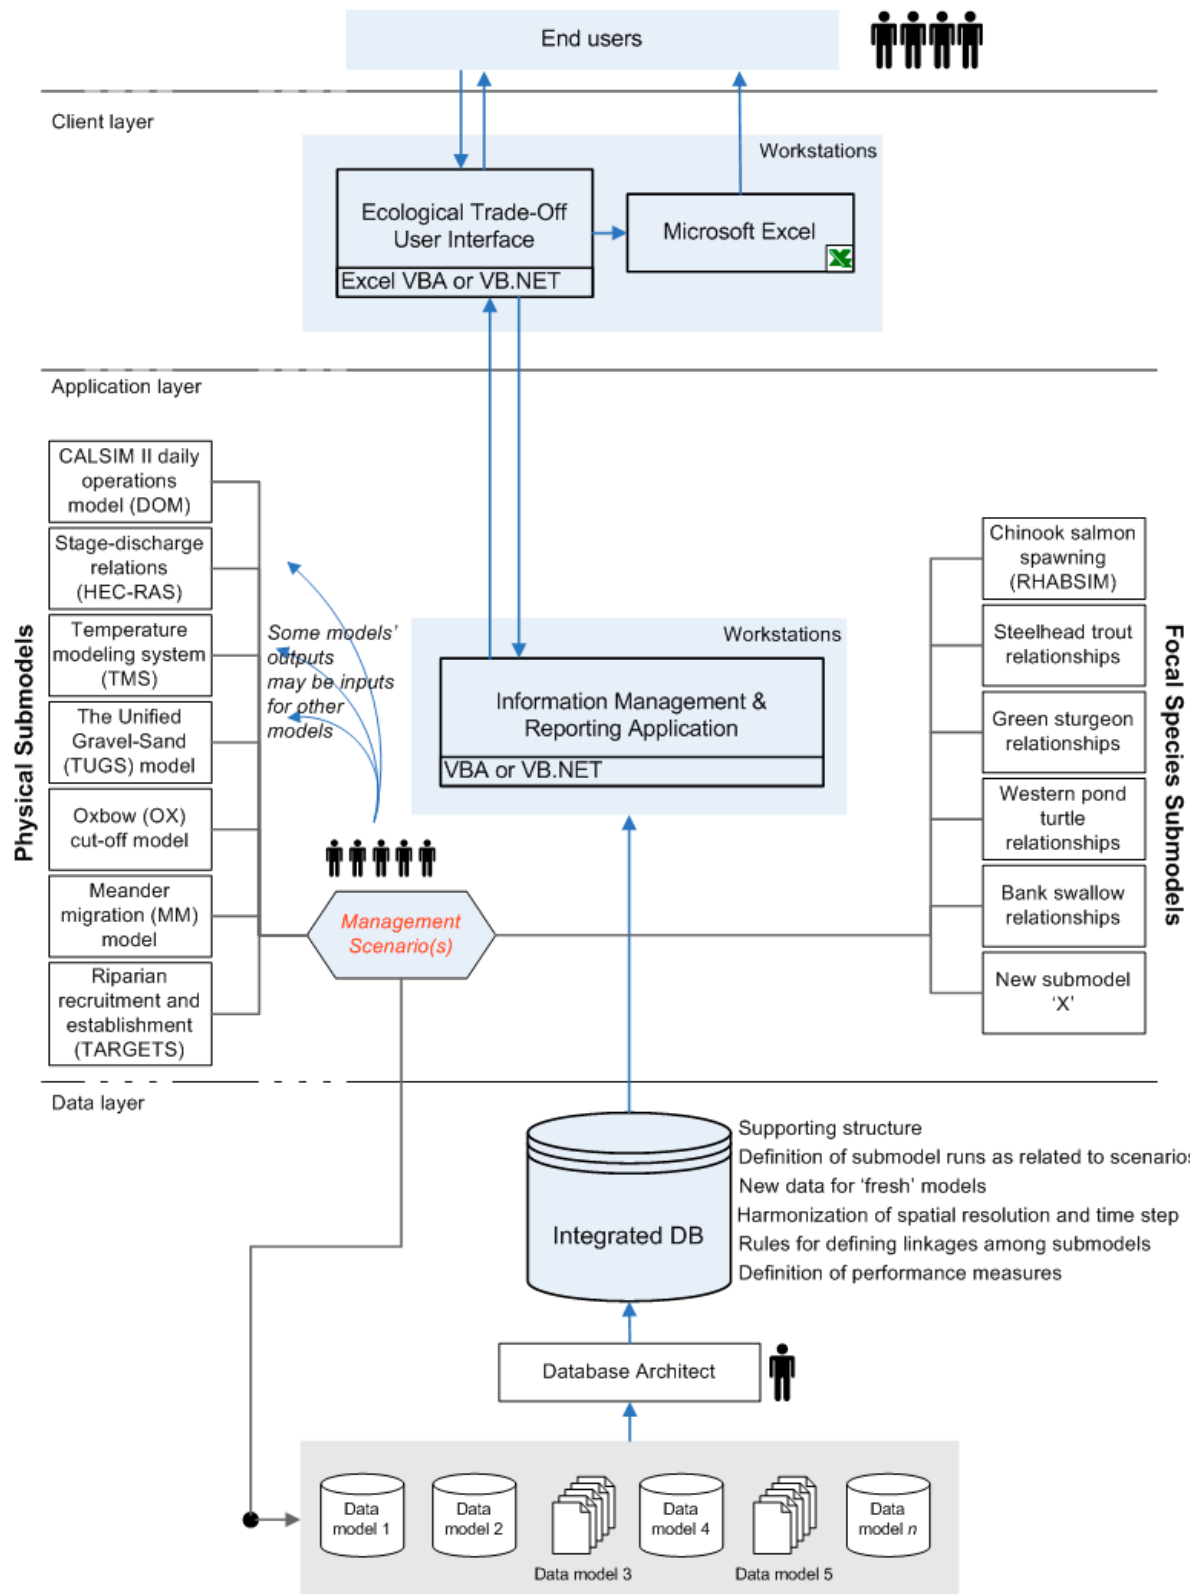 End users
Client layer
Workstations
Ecological Trade-Off
User Interface
Excel VBA or VB.NET
Microsoft Excel
Application layer
Physical Submodels
CALSIM II daily
operations
model (DOM)
Stage-discharge
relations
(HEC-RAS)
Temperature
modeling system
(TMS)
The Unified
Gravel-Sand
(TUGS) model
Oxbow (OX)
cut-off model
Meander
migration (MM)
model
Riparian
recruitment and
establishment
(TARGETS)
Some models'
outputs
may be inputs
for other
models
Management
Scenario(s)
Workstations
Information Management &
Reporting Application
VBA or VB.NET
Chinook salmon
spawning
(RHABSIM)
Steelhead trout
relationships
Green sturgeon
relationships
Western pond
turtle
relationships
Bank swallow
relationships
New submodel
'X'
Focal Species Submodels
Data layer
Integrated DB
Supporting structure
Definition of submodel runs as related to scenarios
New data for 'fresh' models
Harmonization of spatial resolution and time step
Rules for defining linkages among submodels
Definition of performance measures
Database Architect
Data
model 1
Data
model 2
Data model 3
Data
model 4
Data model 5
Data
model n